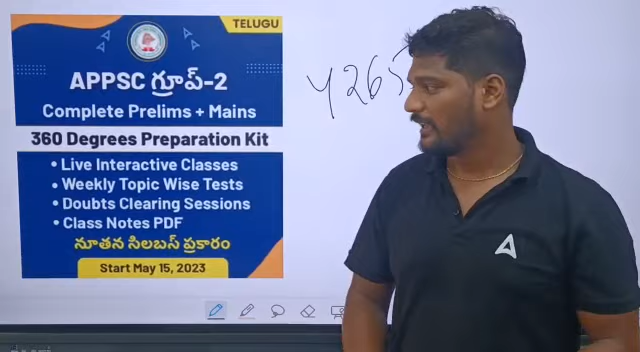 TELUGU
APPSC గ్రూప్-2
Complete Prelims + Mains
360 Degrees Preparation Kit
• Live Interactive Classes
• Weekly Topic Wise Tests
• Doubts Clearing Sessions
• Class Notes PDF
నూతన సిలబస్ ప్రకారం
Start May 15, 2023
Y265